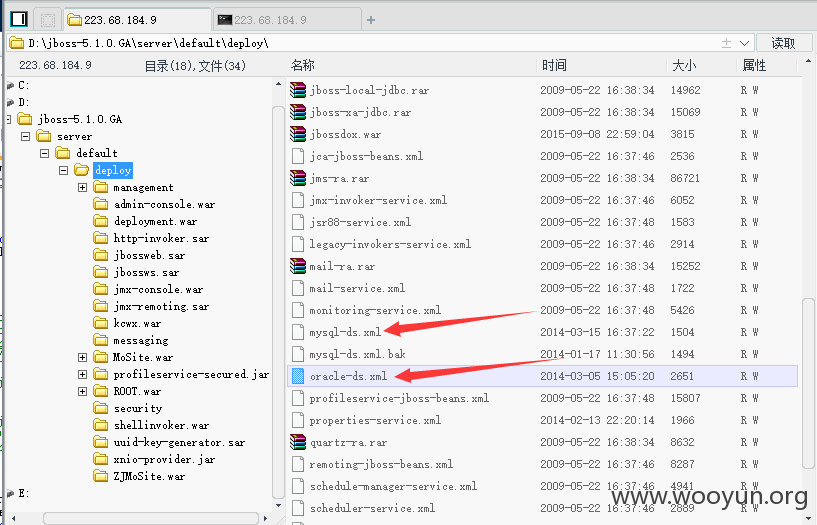 223.68.184.9
223.68.184.9
D:\jboss-5.1.0.GA\server\default\deploy\
读取
223.68.184.9
目录(18),文件(34)
C:
D:
jboss-5.1.0.GA
server
default
deploy
management
admin-console.war
deployment.war
http-invoker.sar
jbossweb.sar
jbossws.sar
jmx-console.war
jmx-remoting.sar
kcwx.war
messaging
MoSite.war
profileservice-secured.jar
ROOT.war
security
shellinvoker.war
uuid-key-generator.sar
xnio-provider.jar
ZJMoSite.war
E:
名称 时间 大小 属性
jboss-local-jdbc.rar 2009-05-22 16:38:34 14962 R W
jboss-xa-jdbc.rar 2009-05-22 16:38:34 15069 R W
jbossdox.war 2015-09-08 22:59:04 3815 R W
jca-jboss-beans.xml 2009-05-22 16:37:46 2536 R W
jms-ra.rar 2009-05-22 16:38:34 86721 R W
jmx-invoker-service.xml 2009-05-22 16:37:46 6052 R W
jsr88-service.xml 2009-05-22 16:37:48 1583 R W
legacy-invokers-service.xml 2009-05-22 16:37:46 2914 R W
mail-ra.rar 2009-05-22 16:38:34 15252 R W
mail-service.xml 2009-05-22 16:37:48 1722 R W
monitoring-service.xml 2009-05-22 16:37:48 5426 R W
mysql-ds.xml 2014-03-15 16:37:22 1504 R W
mysql-ds.xml.bak 2014-01-17 11:30:56 1494 R W
oracle-ds.xml 2014-03-05 15:05:20 2651 R W
profileservice-jboss-beans.xml 2009-05-22 16:37:48 15807 R W
properties-service.xml 2014-02-13 22:20:14 1966 R W
quartz-ra.rar 2009-05-22 16:38:34 8632 R W
remoting-jboss-beans.xml 2009-05-22 16:37:46 8287 R W
schedule-manager-service.xml 2009-05-22 16:37:46 4941 R W
scheduler-service.xml 2009-05-22 16:37:46 2889 R W
www.wooyun.org